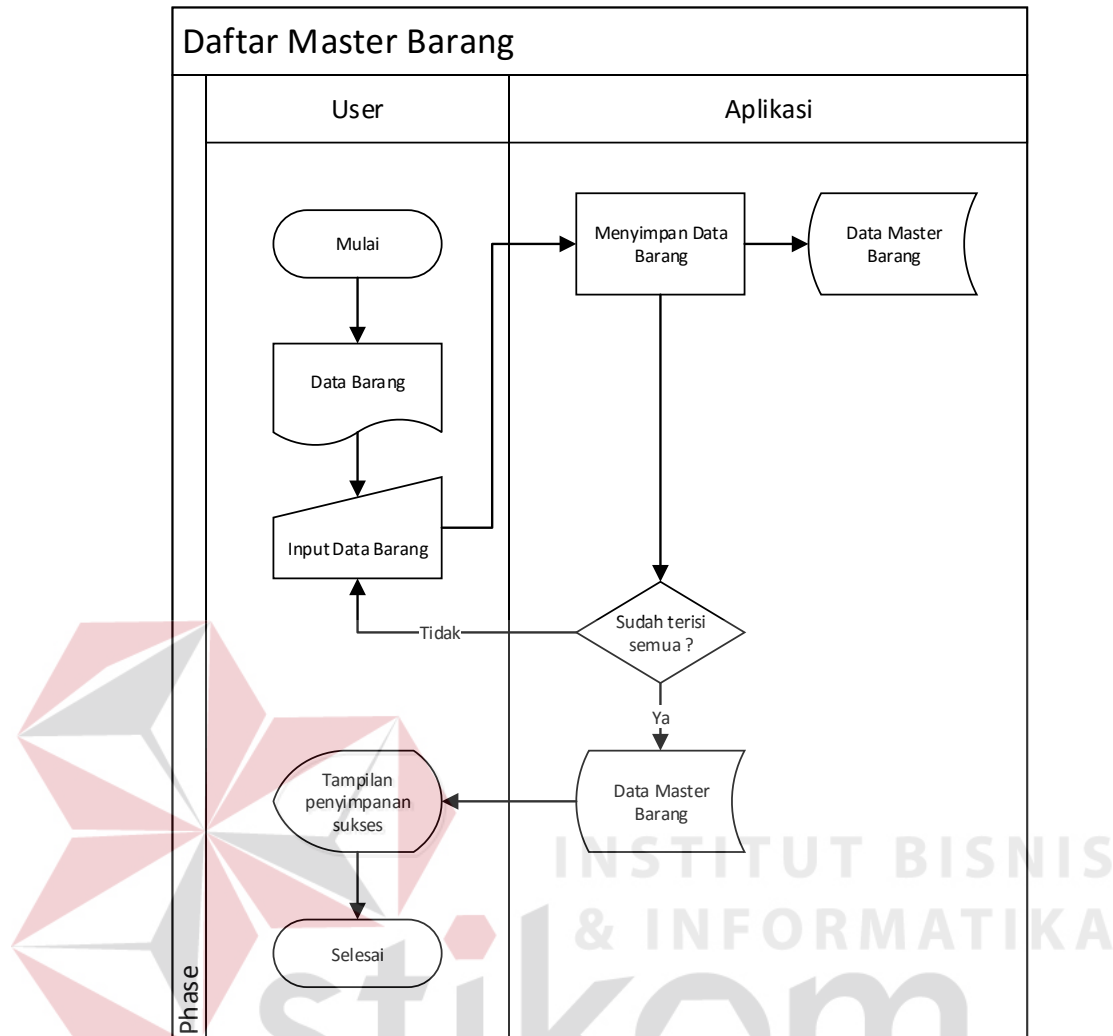 Daftar Master Barang
User
Aplikasi
Mulai
Menyimpan Data
Barang
Data Master
Barang
Data Barang
Input Data Barang
Sudah terisi
semua ?
Tidak
Ya
Tampilan
penyimpanan
sukses
Data Master
Barang
Selesai
Phase
INSTITUT BISNIS
& INFORMATIKA
stikom